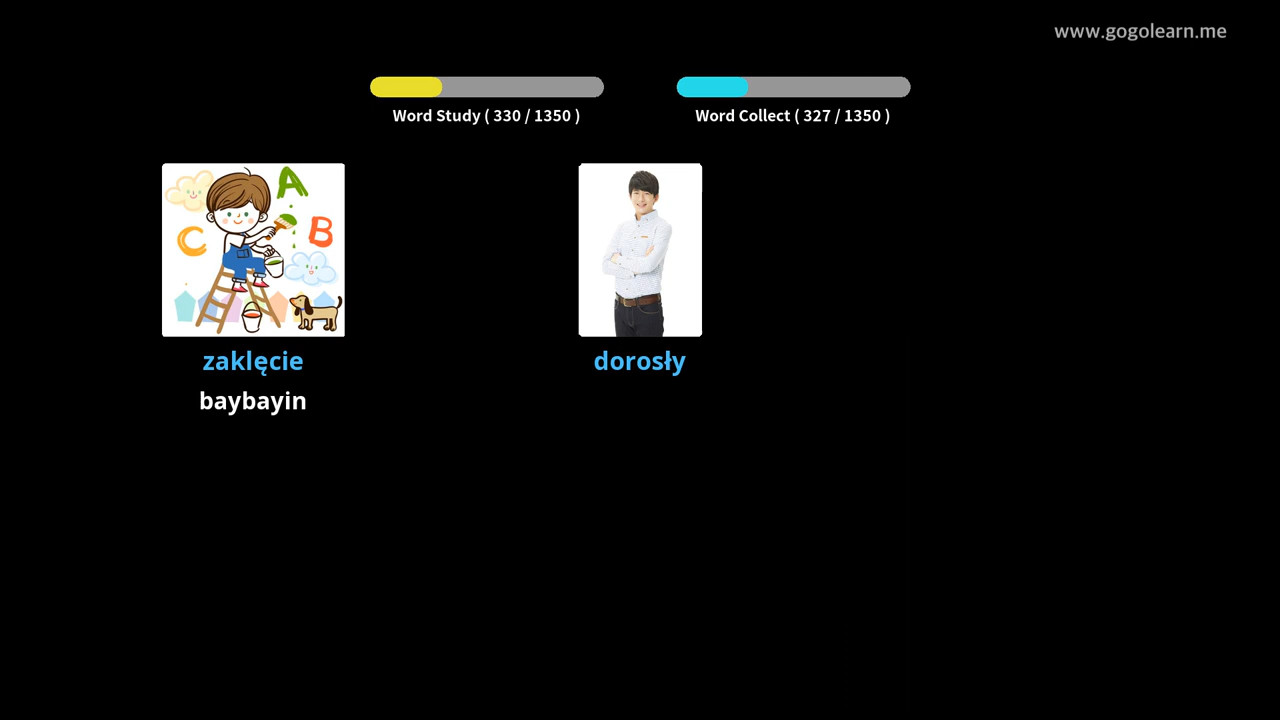 www.gogolearn.me
Word Study ( 330 / 1350 )
Word Collect ( 327 / 1350 )
A
B
C
zaklęcie
dorosły
baybayin